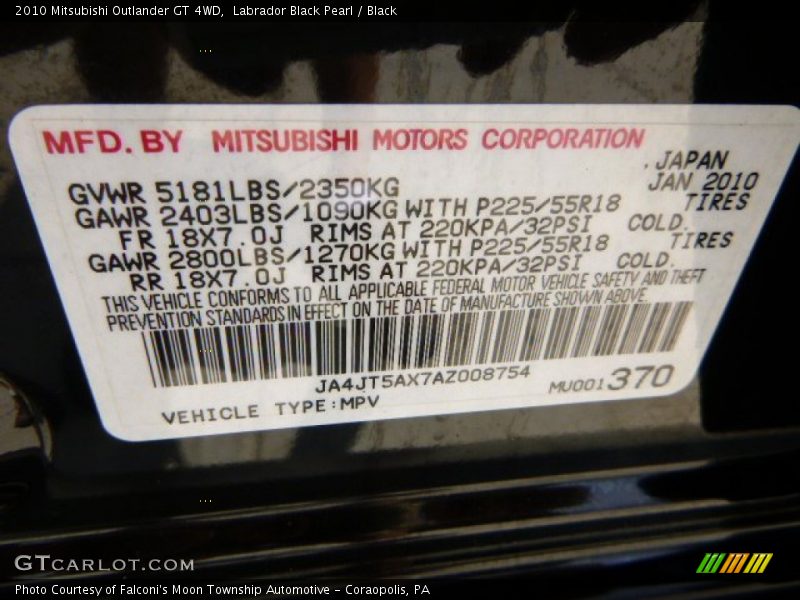 2010 Mitsubishi Outlander GT 4WD,  Labrador Black Pearl / Black
MFD. BY MITSUBISHI MOTORS CORPORATION
. JAPAN
GVWR 5181LBS/2350KG JAN 2010
GAWR 2403LBS/1090KG WITH P225/55R18 TIRES
FR 18X7.0J RIMS AT 220KPA/32PSI COLD.
GAWR 2800LBS/1270KG WITH P225/55R18 TIRES
RR 18X7.0J RIMS AT 220KPA/32PSI COLD.
THIS VEHICLE CONFORMS TO ALL APPLICABLE FEDERAL MOTOR VEHICLE SAFETY AND THEFT
PREVENTION STANDARDS IN EFFECT ON THE DATE OF MANUFACTURE SHOWN ABOVE.
JA4JT5AX7AZ008754
MU001370
VEHICLE TYPE:MPV
GTCARLOT.COM
Photo Courtesy of Falconi's Moon Township Automotive - Coraopolis, PA